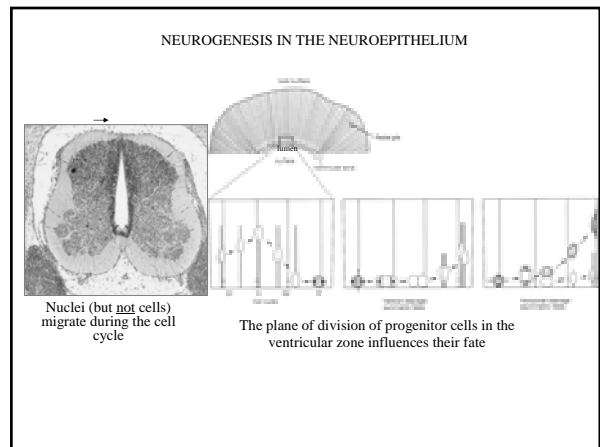 NEUROGENESIS IN THE NEUROEPITHELIUM
lumen
Nuclei (but not cells)
migrate during the cell
cycle
The plane of division of progenitor cells in the
ventricular zone influences their fate